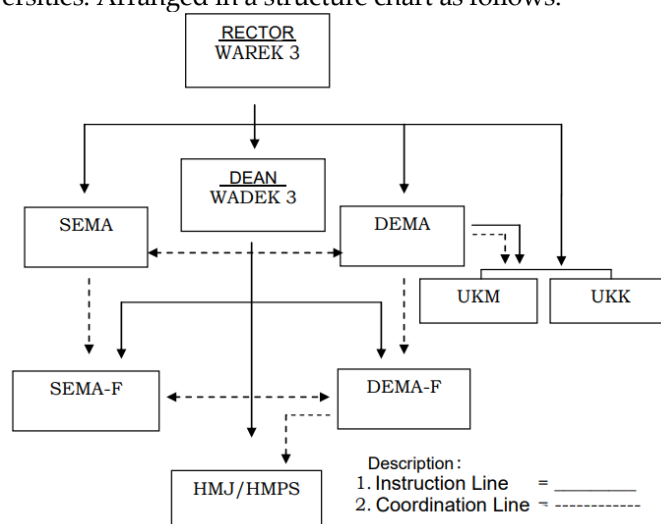 ersities. Arranged in a structure chart as follows:
RECTOR
WAREK 3
DEAN
WADEK 3
SEMA
DEMA
UKM
UKK
SEMA-F
DEMA-F
HMJ/HMPS
Description:
1. Instruction Line = ________
2. Coordination Line = ------------